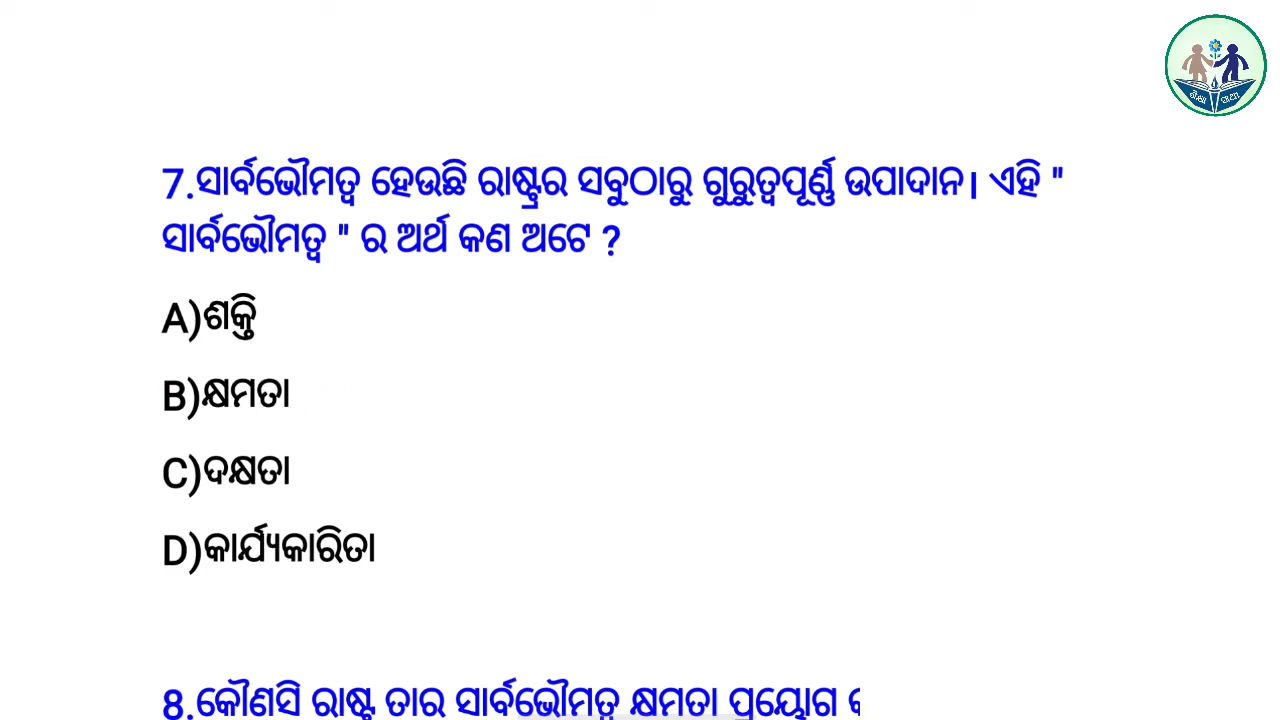 7.ସାର୍ବଭୌମତ୍ୱ ହେଉଛି ରାଷ୍ଟ୍ରର ସବୁଠାରୁ ଗୁରୁତ୍ୱପୂର୍ଣ୍ଣ ଉପାଦାନ। ଏହି "
ସାର୍ବଭୌମତ୍ୱ " ର ଅର୍ଥ କଣ ଅଟେ ?
A)ଶକ୍ତି
B)କ୍ଷମତା
C)ଦକ୍ଷତା
D)କାର୍ଯ୍ୟକାରିତା
8.କୌଣସି ରାଷ୍ଟ୍ର ତାର ସାର୍ବଭୌମତ୍ୱ କ୍ଷମତା ପ୍ରୟୋଗ